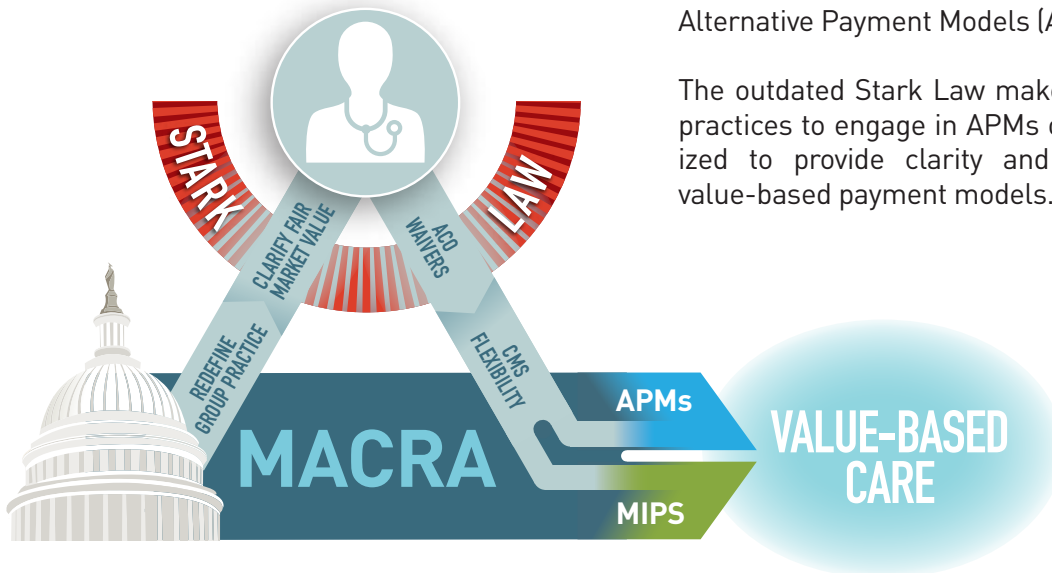 Alternative Payment Models (A
The outdated Stark Law make
practices to engage in APMs
ized to provide clarity and
value-based payment models.
STARK
LAW
CLARIFY FAIR
MARKET VALUE
ACO
WAIVERS
REDEFINE
GROUP PRACTICE
CMS
FLEXIBILITY
APMs
MACRA
VALUE-BASED
CARE
MIPS